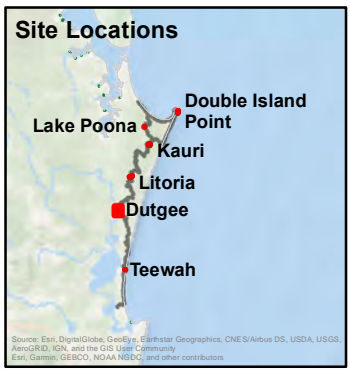 Site Locations
Double Island
Point
Lake Poona
Kauri
Litoria
Dutgee
Teewah
Source: Esri, DigitalGlobe, GeoEye, Earthstar Geographics, CNES/Airbus DS, USDA, USGS,
AeroGRID, IGN, and the GIS User Community
Esri, Garmin, GEBCO, NOAA NGDC, and other contributors